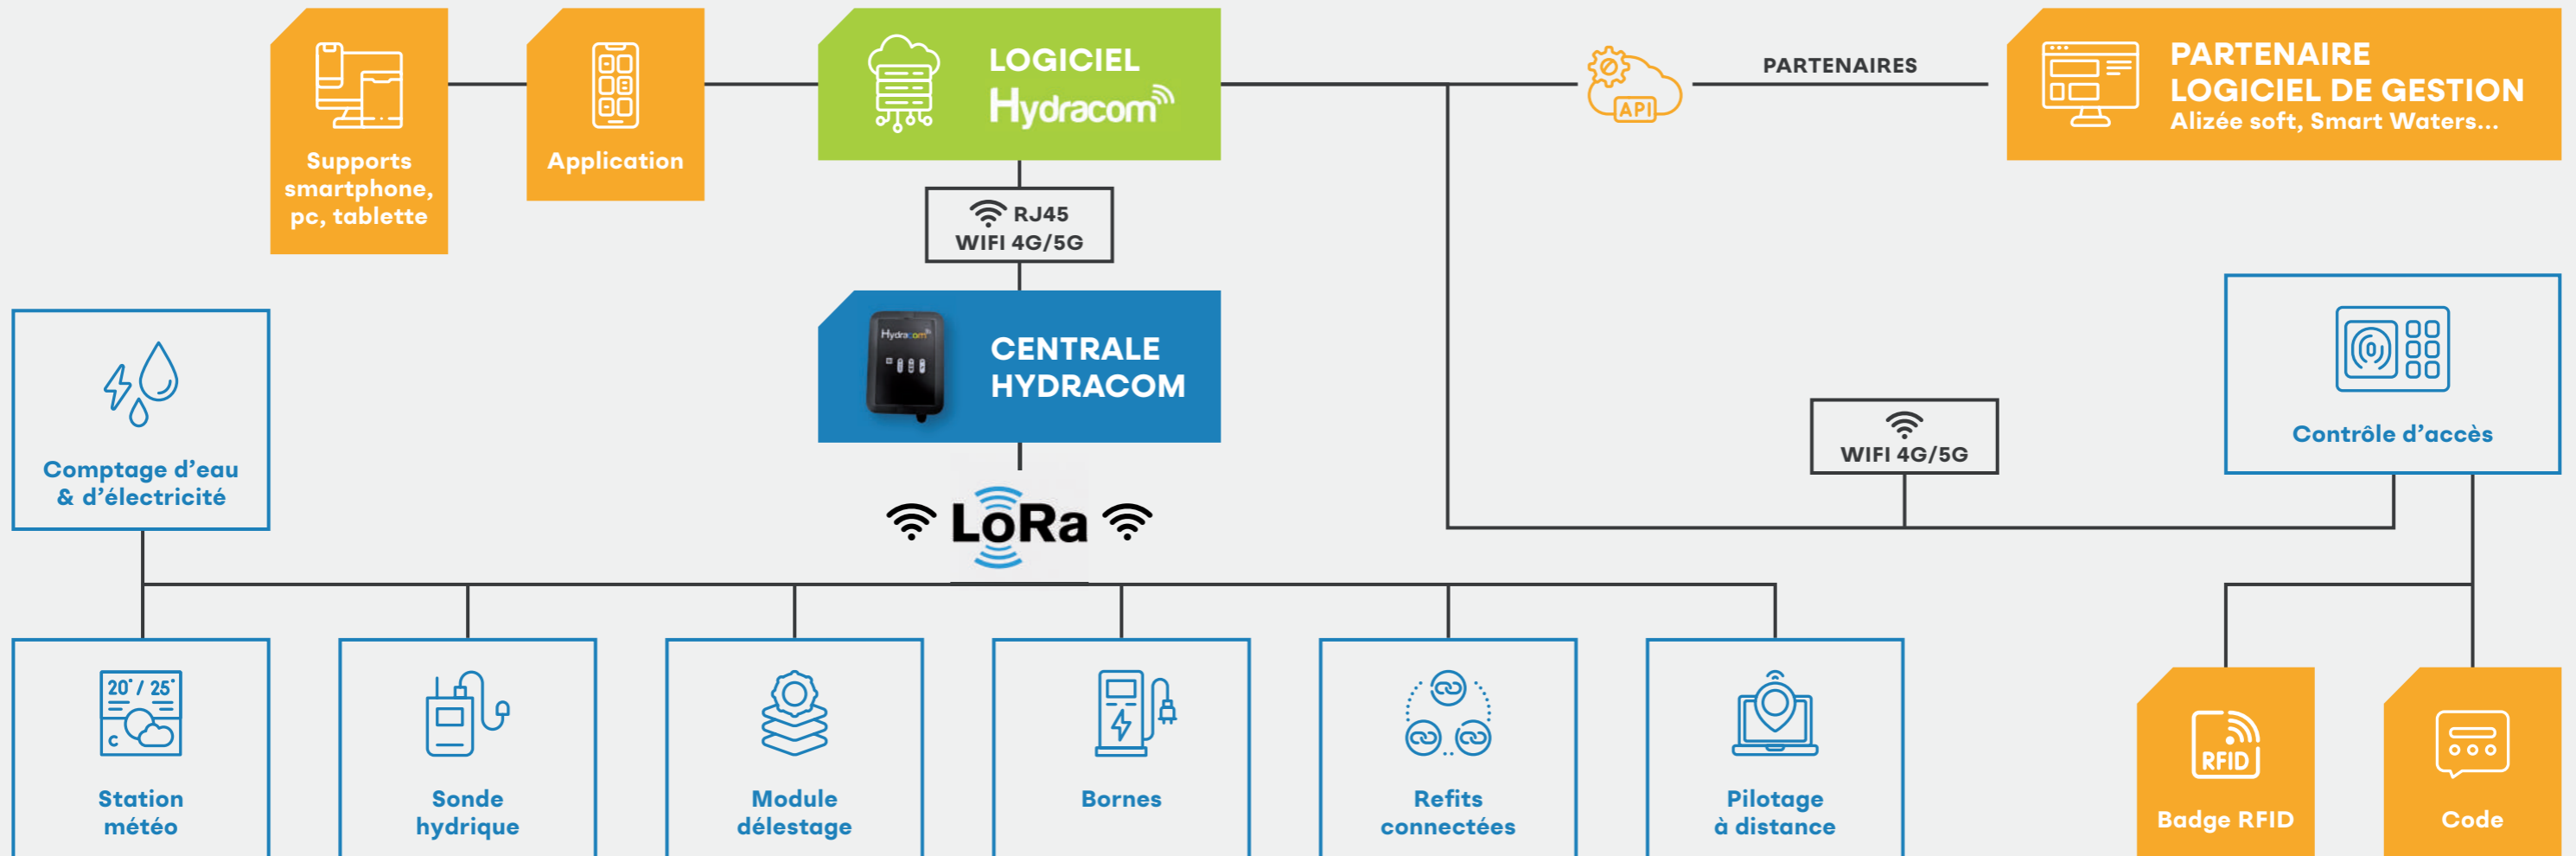 LOGICIEL
Hydracom
PARTENAIRES
API
PARTENAIRE
LOGICIEL DE GESTION
Alizée soft, Smart Waters...
Supports
smartphone,
pc, tablette
Application
RJ45
WIFI 4G/5G
Hydracom
CENTRALE
HYDRACOM
Comptage d’eau
& d’électricité
WIFI 4G/5G
Contrôle d’accès
LoRa
20° / 25°
C
Station
météo
Sonde
hydrique
Module
délestage
Bornes
Refits
connectées
Pilotage
à distance
RFID
Badge RFID
Code